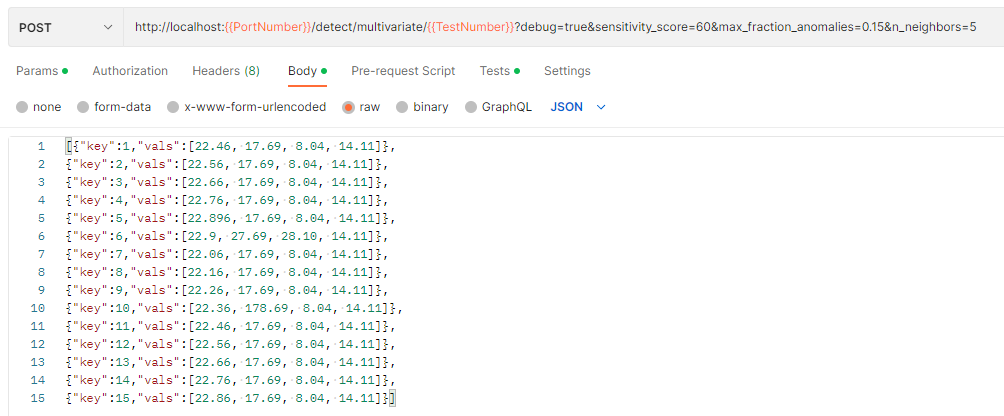 POST http://localhost:{{PortNumber}}/detect/multivariate/{{TestNumber}}?debug=true&sensitivity_score=60&max_fraction_anomalies=0.15&n_neighbors=5
Params Authorization Headers (8) Body Pre-request Script Tests Settings
none form-data x-www-form-urlencoded raw binary GraphQL JSON
1 [{"key":1,"vals":[22.46, 17.69, 8.04, 14.11]},
2 {"key":2,"vals":[22.56, 17.69, 8.04, 14.11]},
3 {"key":3,"vals":[22.66, 17.69, 8.04, 14.11]},
4 {"key":4,"vals":[22.76, 17.69, 8.04, 14.11]},
5 {"key":5,"vals":[22.896, 17.69, 8.04, 14.11]},
6 {"key":6,"vals":[22.9, 27.69, 28.10, 14.11]},
7 {"key":7,"vals":[22.06, 17.69, 8.04, 14.11]},
8 {"key":8,"vals":[22.16, 17.69, 8.04, 14.11]},
9 {"key":9,"vals":[22.26, 17.69, 8.04, 14.11]},
10 {"key":10,"vals":[22.36, 178.69, 8.04, 14.11]},
11 {"key":11,"vals":[22.46, 17.69, 8.04, 14.11]},
12 {"key":12,"vals":[22.56, 17.69, 8.04, 14.11]},
13 {"key":13,"vals":[22.66, 17.69, 8.04, 14.11]},
14 {"key":14,"vals":[22.76, 17.69, 8.04, 14.11]},
15 {"key":15,"vals":[22.86, 17.69, 8.04, 14.11]}]